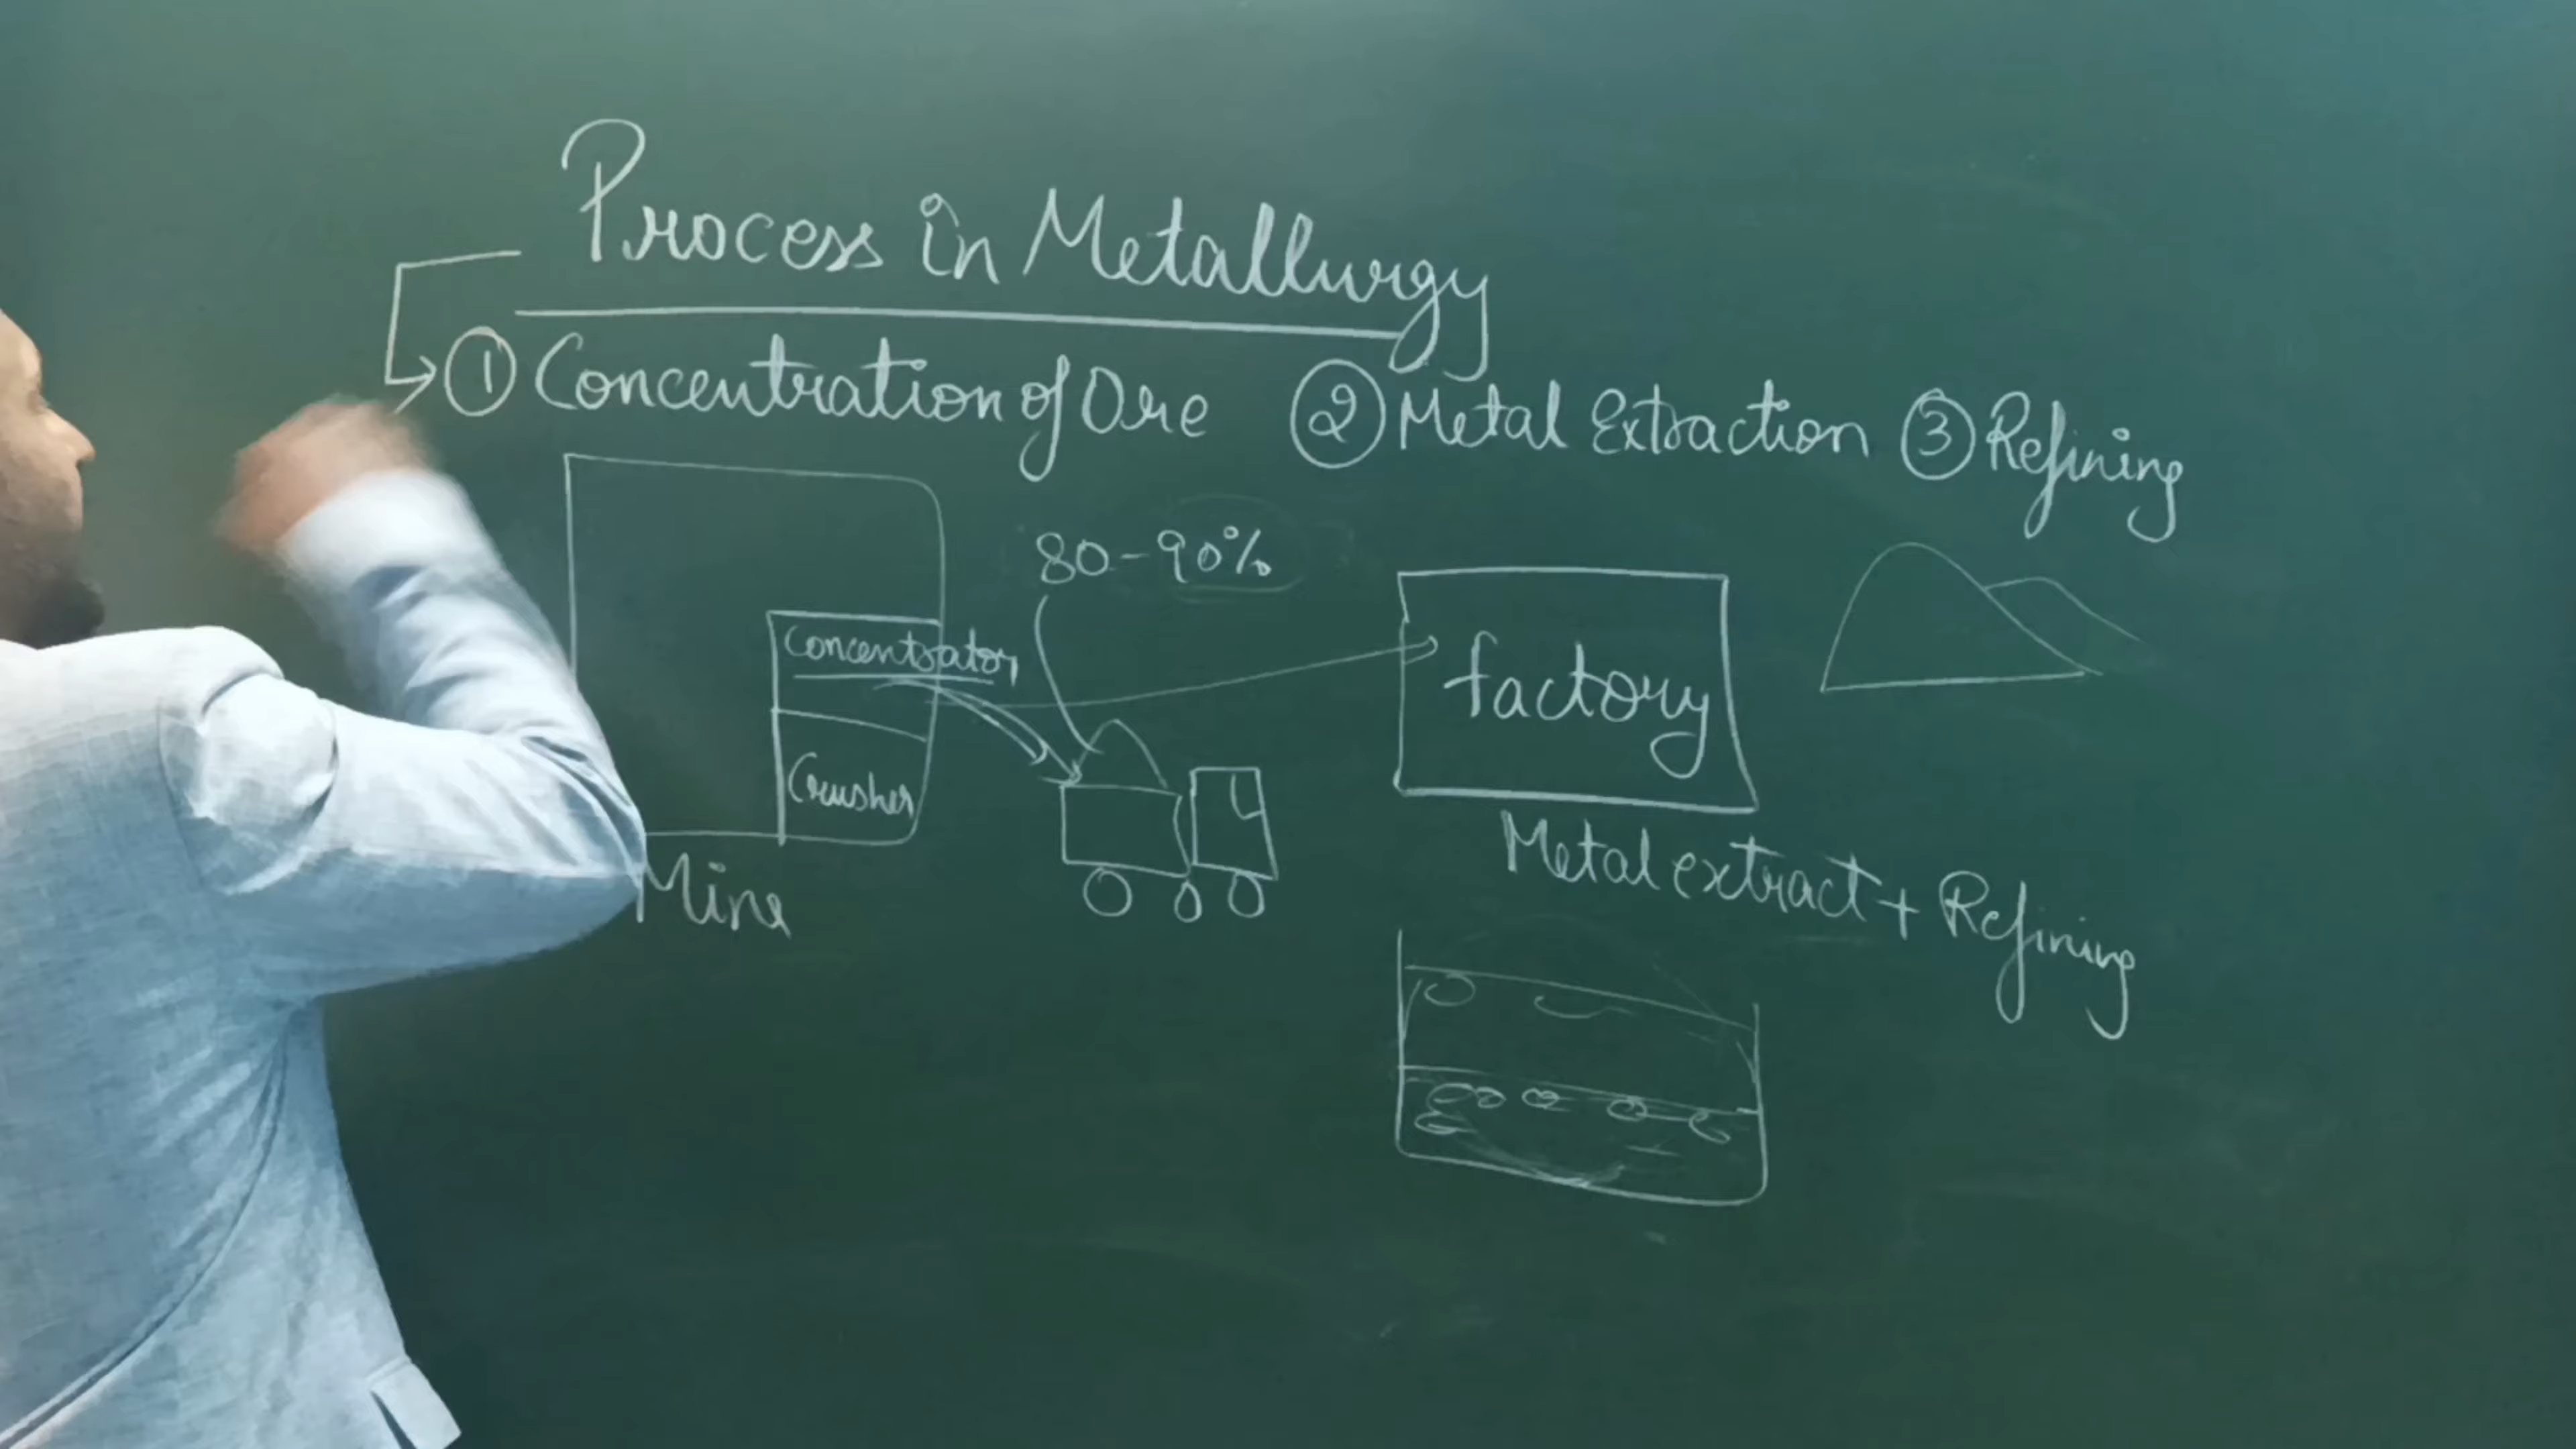 Process in Metallurgy
① Concentration of Ore ② Metal Extraction ③ Refining
80-90%
Concentrator
factory
Crusher
Metal extract + Refining
Mine